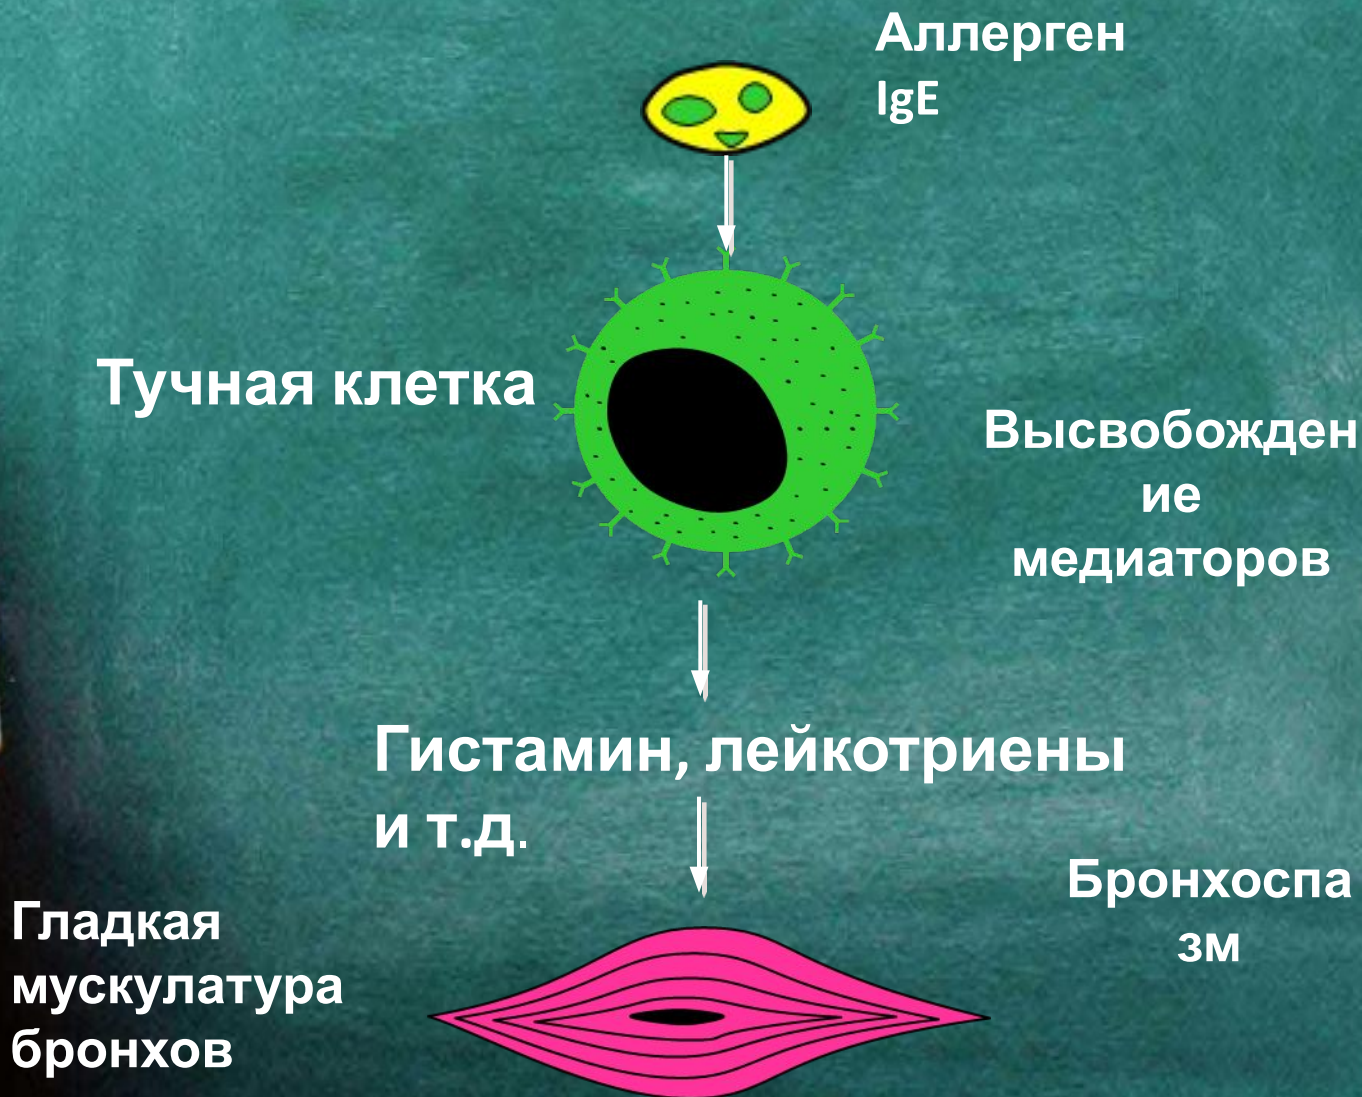 Аллерген
IgE
Тучная клетка
Высвобожден
ие
медиаторов
Гистамин, лейкотриены
и т.д.
Бронхоспа
зм
Гладкая
мускулатура
бронхов